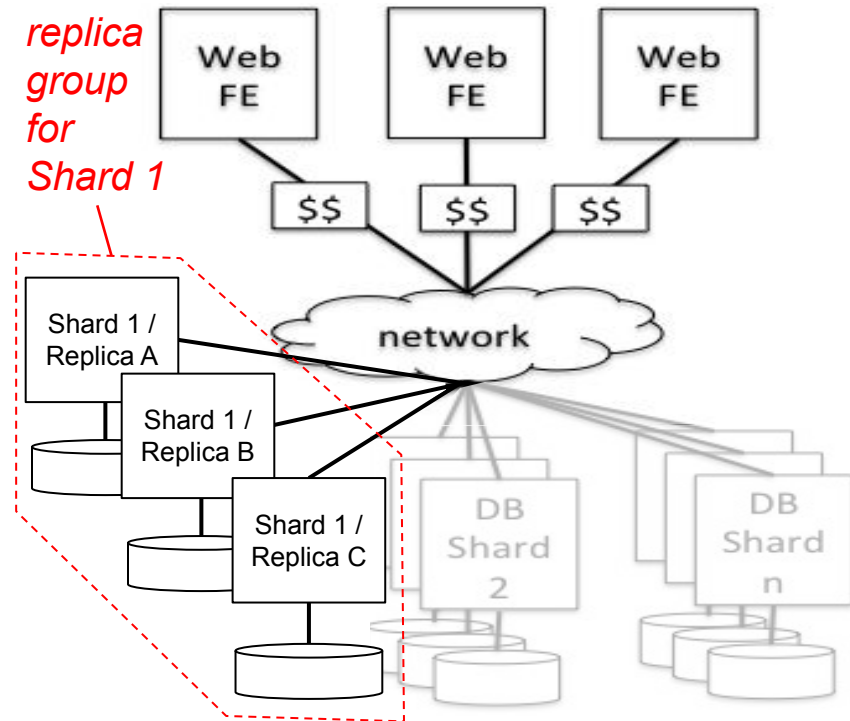 replica
group
for
Shard 1
Web
FE
Web
FE
Web
FE
$$
$$
$$
network
Shard 1 /
Replica A
Shard 1 /
Replica B
Shard 1 /
Replica C
DB
Shard
2
DB
Shard
n